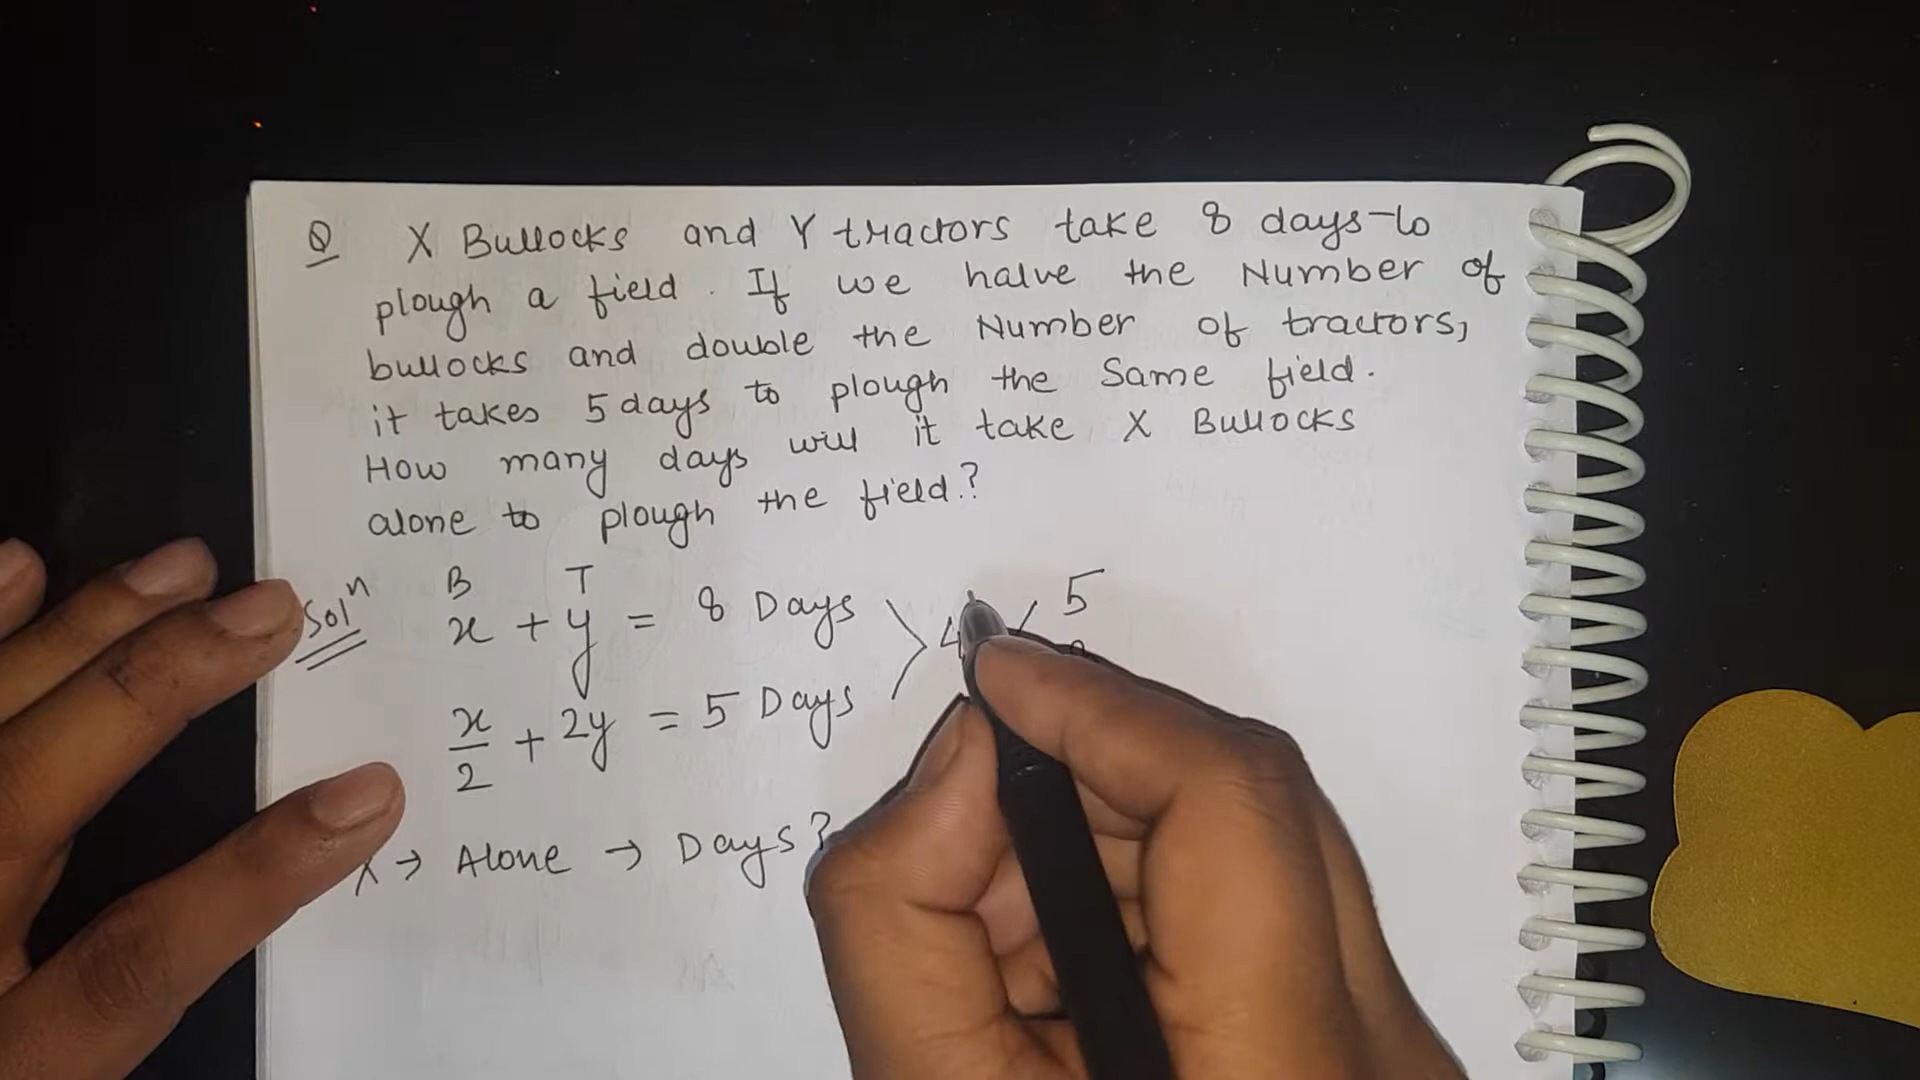 Q X Bullocks and Y tractors take 8 days to
plough a field. If we halve the Number of
bullocks and double the Number of tractors,
it takes 5 days to plough the same field.
How many days will it take X Bullocks
alone to plough the field.?
Solⁿ
B T
x + y = 8 Days
4
5
x/2 + 2y = 5 Days
X → Alone → Days?